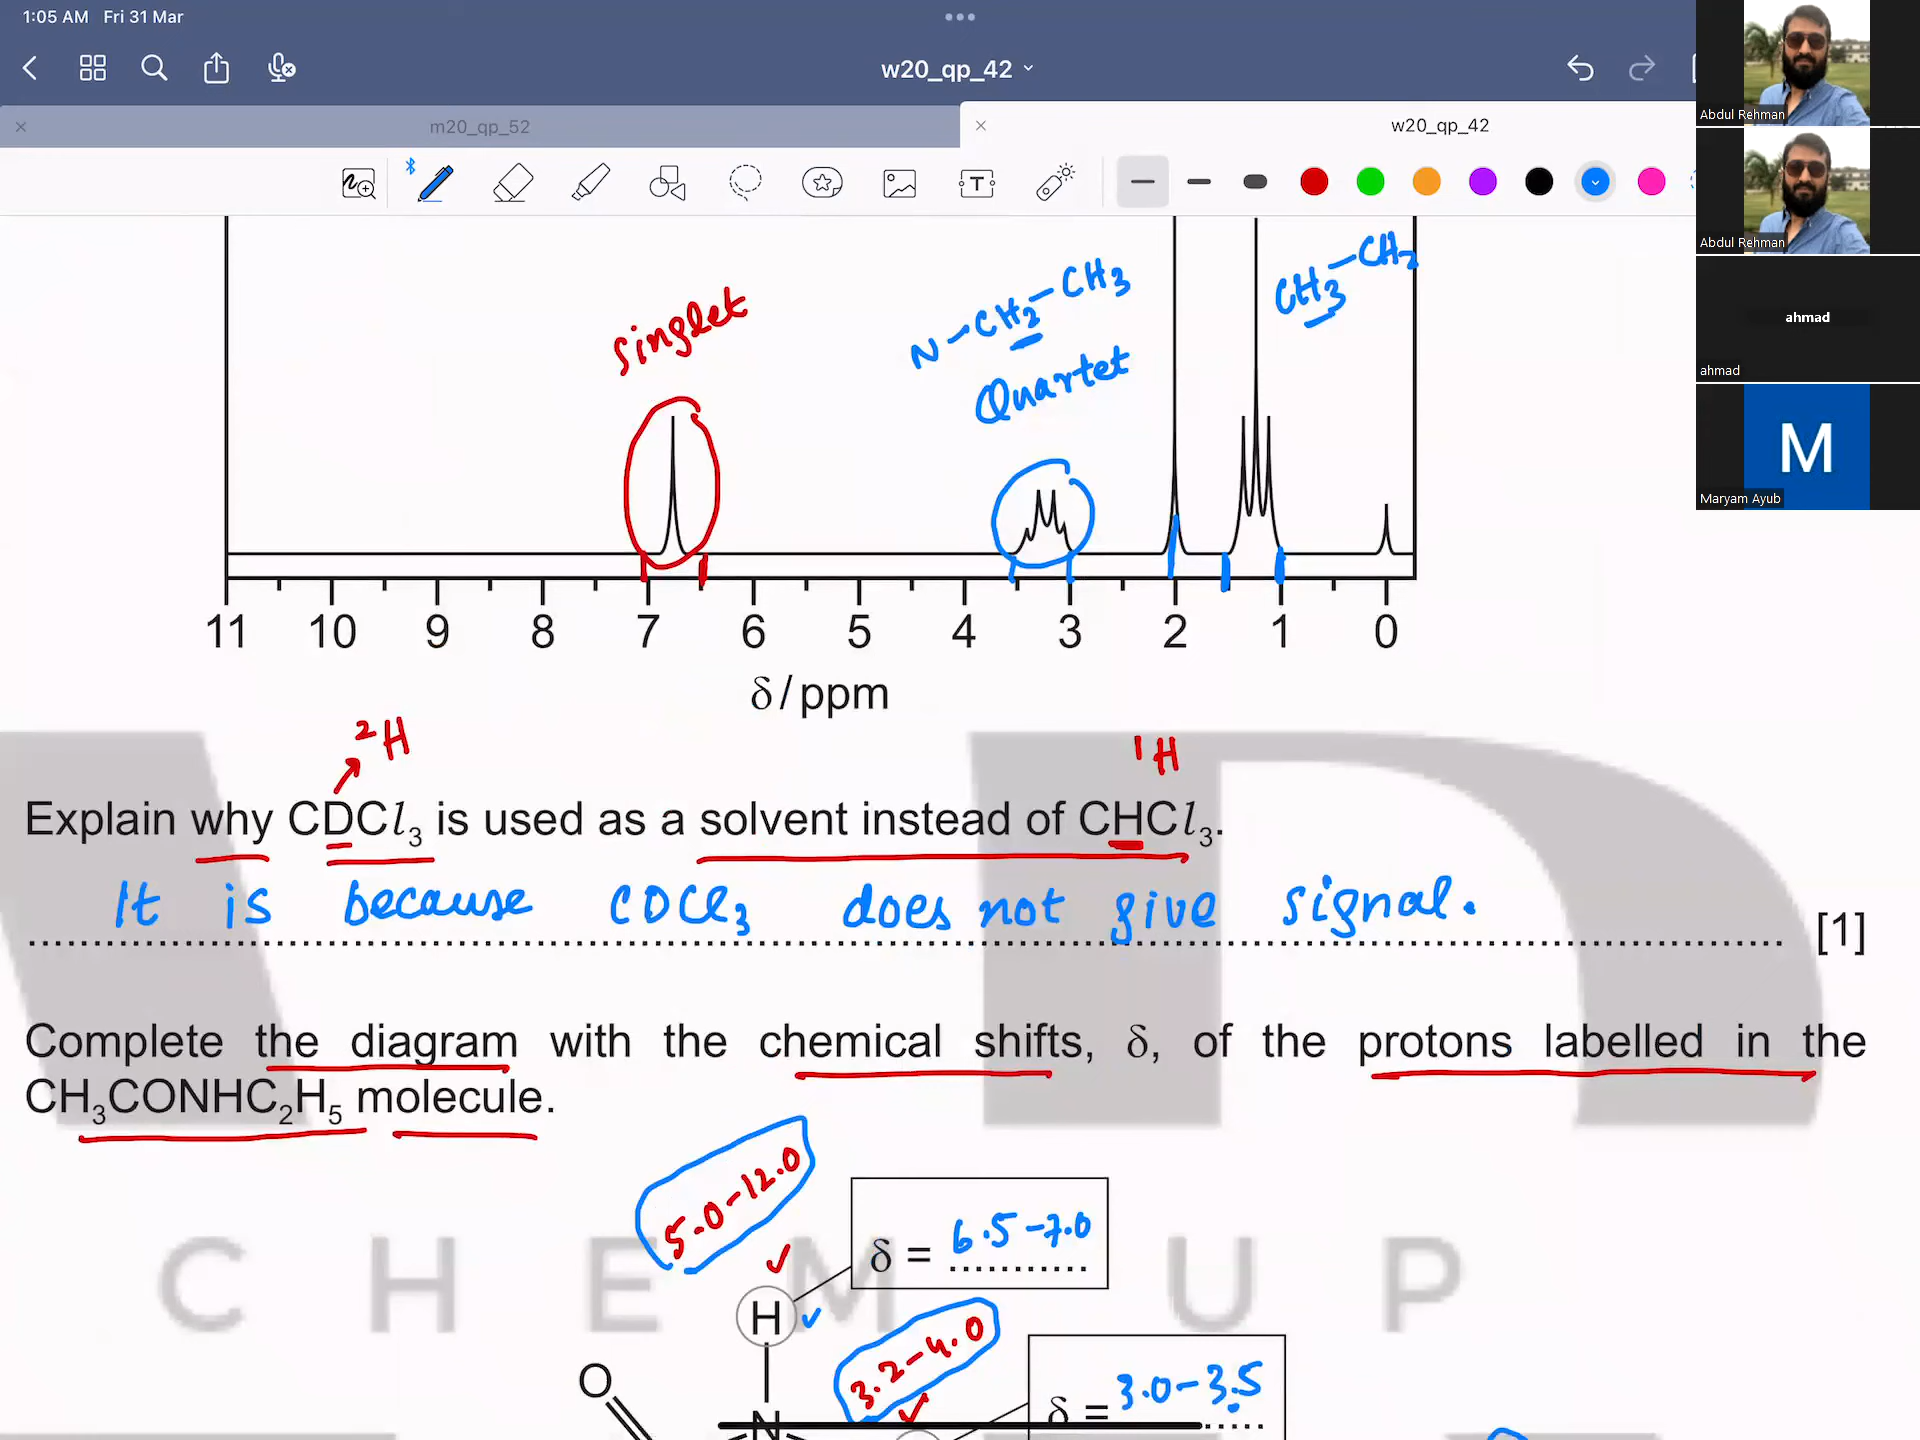 1:05 AM Fri 31 Mar
w20_qp_42
m20_qp_52
w20_qp_42
Abdul Rehman
Abdul Rehman
ahmad
ahmad
M
Maryam Ayub
T
singlet
N-CH2-CH3
Quartet
CH3-CH2
11 10 9 8 7 6 5 4 3 2 1 0
δ/ppm
²H
¹H
Explain why CDCl₃ is used as a solvent instead of CHCl₃.
It is because CDCl₃ does not give signal.
[1]
Complete the diagram with the chemical shifts, δ, of the protons labelled in the
CH₃CONHC₂H₅ molecule.
5.0-12.0
δ = 6.5-7.0
CHEM UP
H
3.2-4.0
δ = 3.0-3.5
O
N